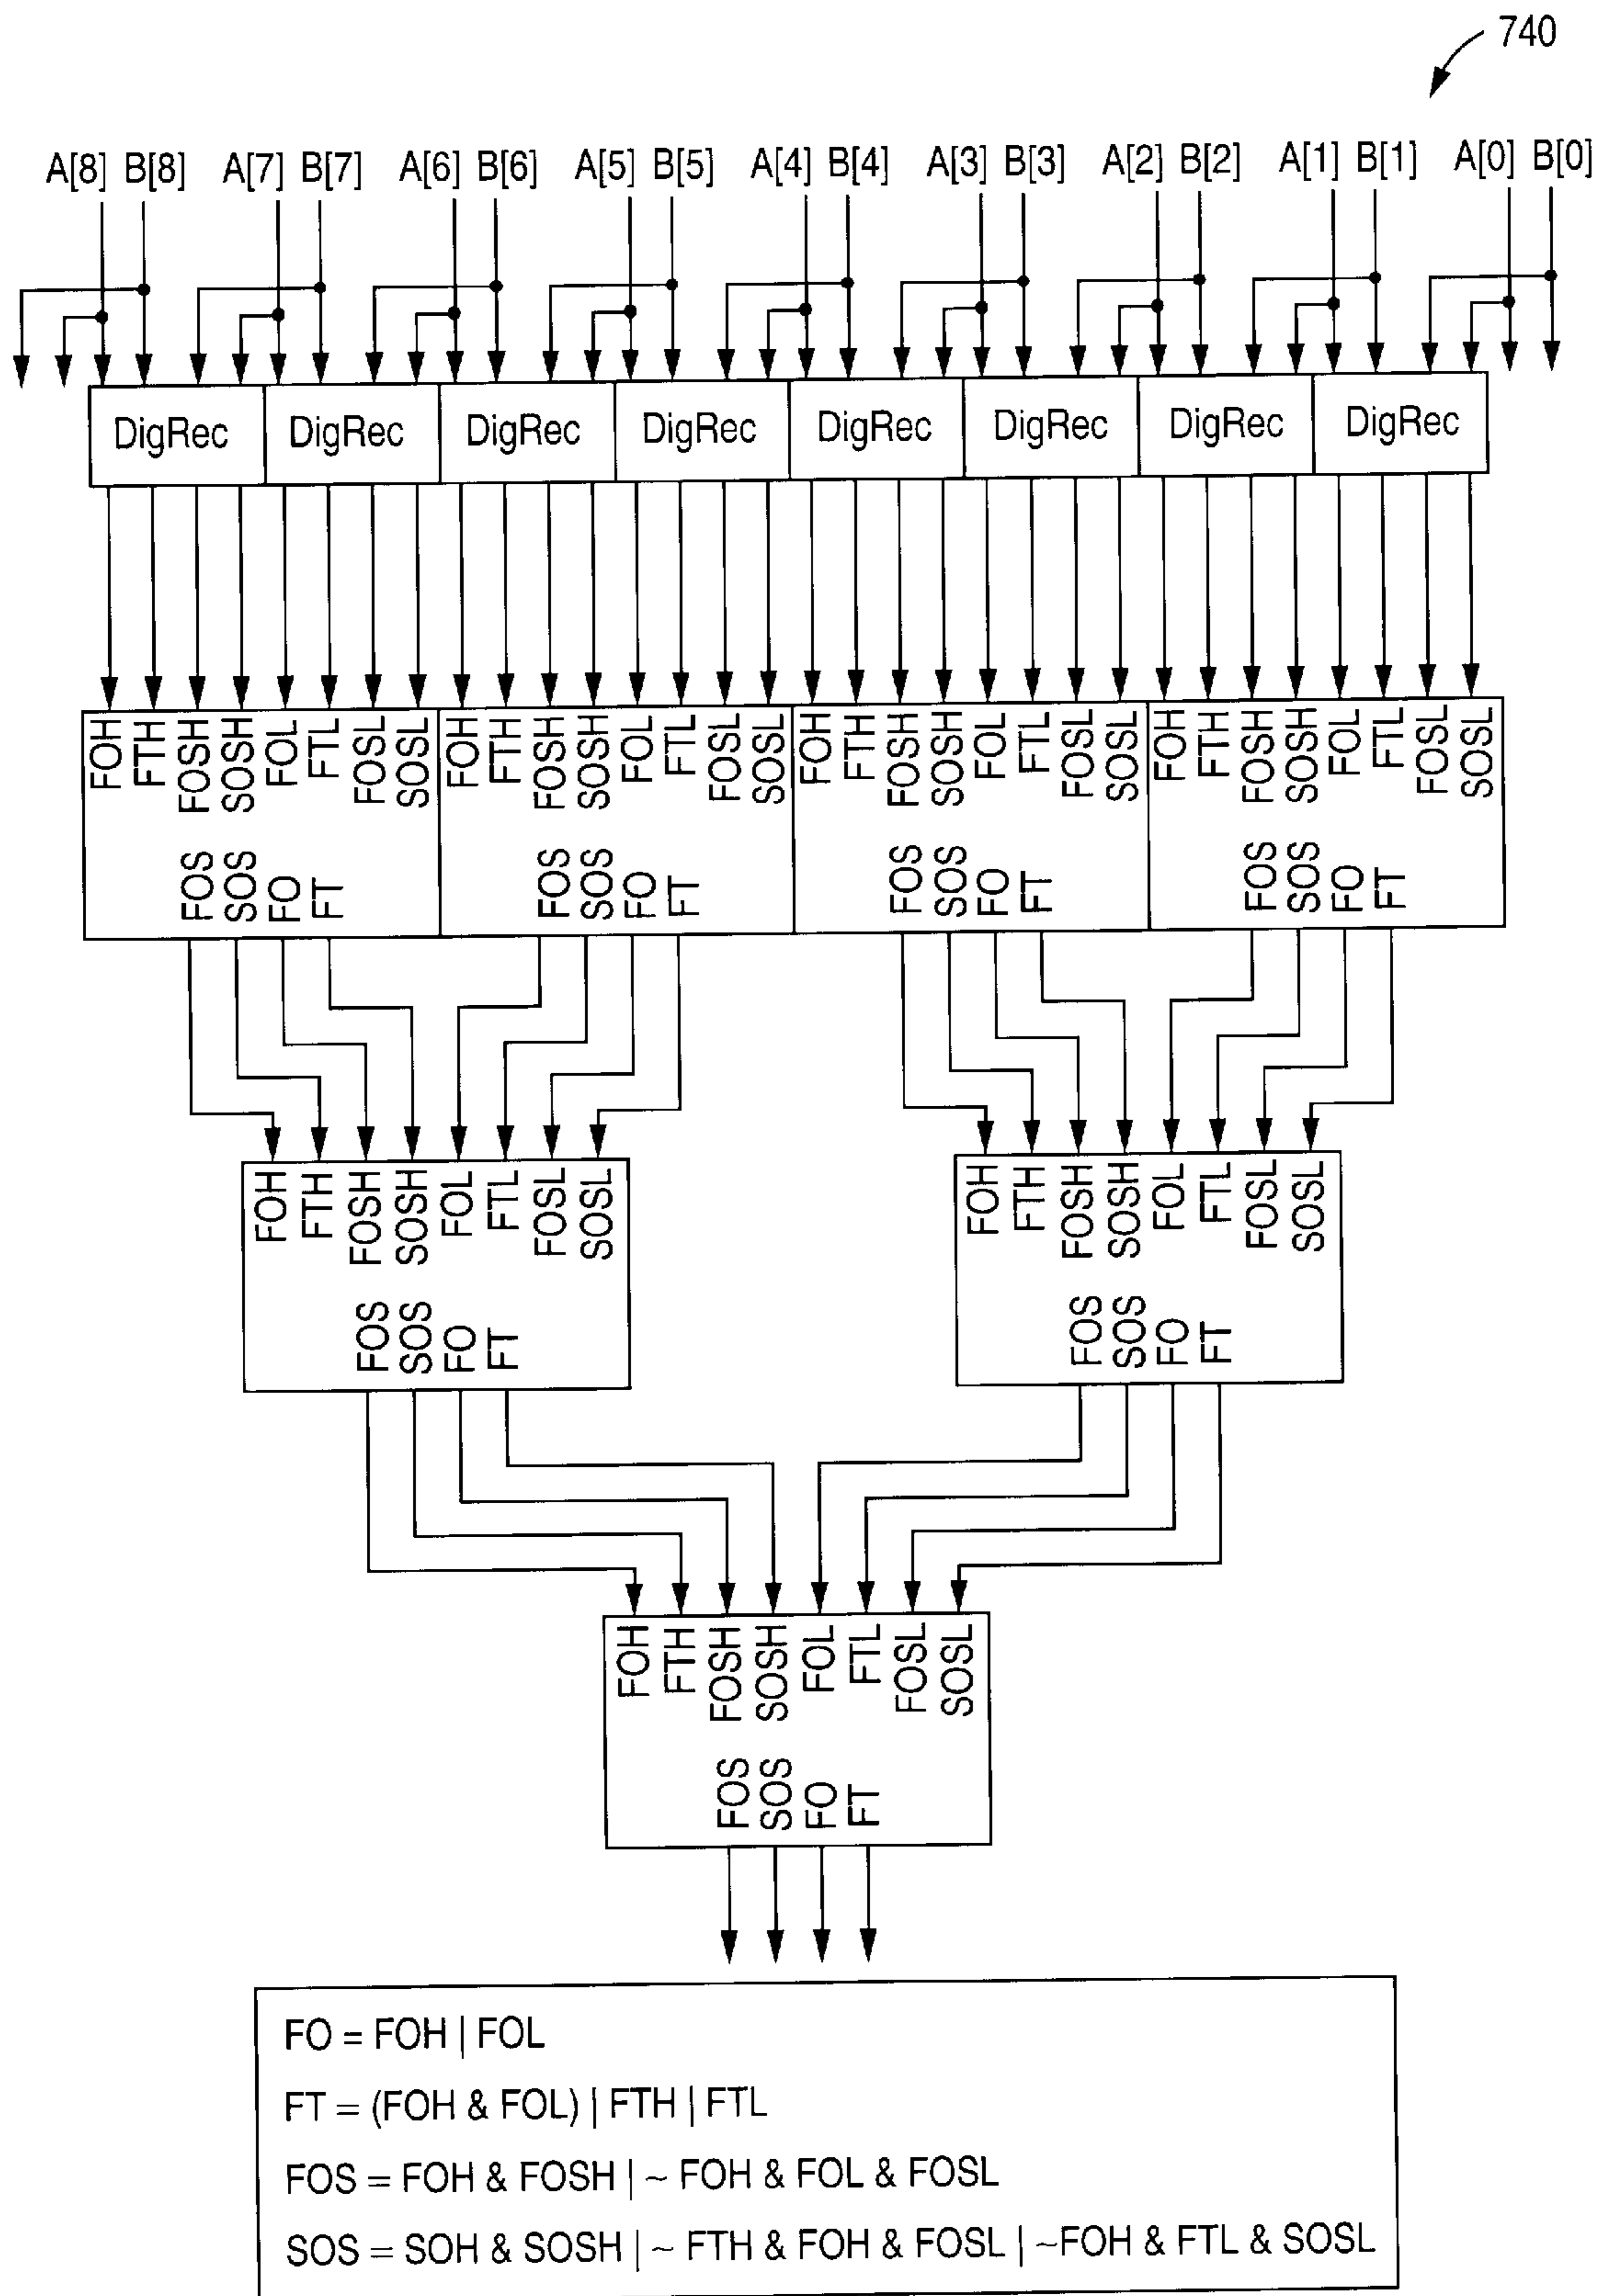 740
A[8] B[8] A[7] B[7] A[6] B[6] A[5] B[5] A[4] B[4] A[3] B[3] A[2] B[2] A[1] B[1] A[0] B[0]
DigRec DigRec DigRec DigRec DigRec DigRec DigRec DigRec
FOH FTH FOSH SOSH FOL FTL FOSL SOSL FOH FTH FOSH SOSH FOL FTL FOSL SOSL FOH FTH FOSH SOSH FOL FTL FOSL SOSL FOH FTH FOSH SOSH FOL FTL FOSL SOSL
FOS SOS FO FT FOS SOS FO FT FOS SOS FO FT FOS SOS FO FT
FOH FTH FOSH SOSH FOL FTL FOSL SOSL FOH FTH FOSH SOSH FOL FTL FOSL SOSL
FOS SOS FO FT FOS SOS FO FT
FOH FTH FOSH SOSH FOL FTL FOSL SOSL
FOS SOS FO FT
FO = FOH | FOL
FT = (FOH & FOL) | FTH | FTL
FOS = FOH & FOSH | ~ FOH & FOL & FOSL
SOS = SOH & SOSH | ~ FTH & FOH & FOSL | ~FOH & FTL & SOSL